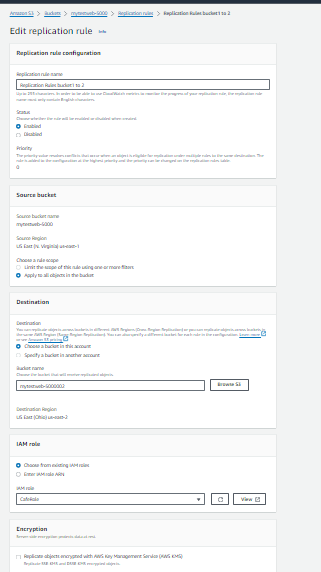 Amazon S3 > Buckets > mytestweb-5000 > Replication rules > Replication Rules bucket1 to 2
Edit replication rule Info
Replication rule configuration
Replication rule name
Replication Rules bucket1 to 2
Up to 255 characters. In order to be able to use CloudWatch metrics to monitor the progress of your replication rule, the replication rule
name must only contain English characters.
Status
Choose whether the rule will be enabled or disabled when created.
Enabled
Disabled
Priority
The priority value resolves conflicts that occur when an object is eligible for replication under multiple rules to the same destination. The
rule is added to the configuration at the highest priority and the priority can be changed on the replication rules table.
0
Source bucket
Source bucket name
mytestweb-5000
Source Region
US East (N. Virginia) us-east-1
Choose a rule scope
Limit the scope of this rule using one or more filters
Apply to all objects in the bucket
Destination
Destination
You can replicate objects across buckets in different AWS Regions (Cross-Region Replication) or you can replicate objects across buckets in
the same AWS Region (Same-Region Replication). You can also specify a different bucket for each rule in the configuration. Learn more
or see Amazon S3 pricing
Choose a bucket in this account
Specify a bucket in another account
Bucket name
Choose the bucket that will receive replicated objects.
mytestweb-5000002
Browse S3
Destination Region
US East (Ohio) us-east-2
IAM role
Choose from existing IAM roles
Enter IAM role ARN
IAM role
CafeRole
View
Encryption
Server-side encryption protects data at rest.
Replicate objects encrypted with AWS Key Management Service (AWS KMS)
Replicate SSE-KMS and DSSE-KMS encrypted objects.